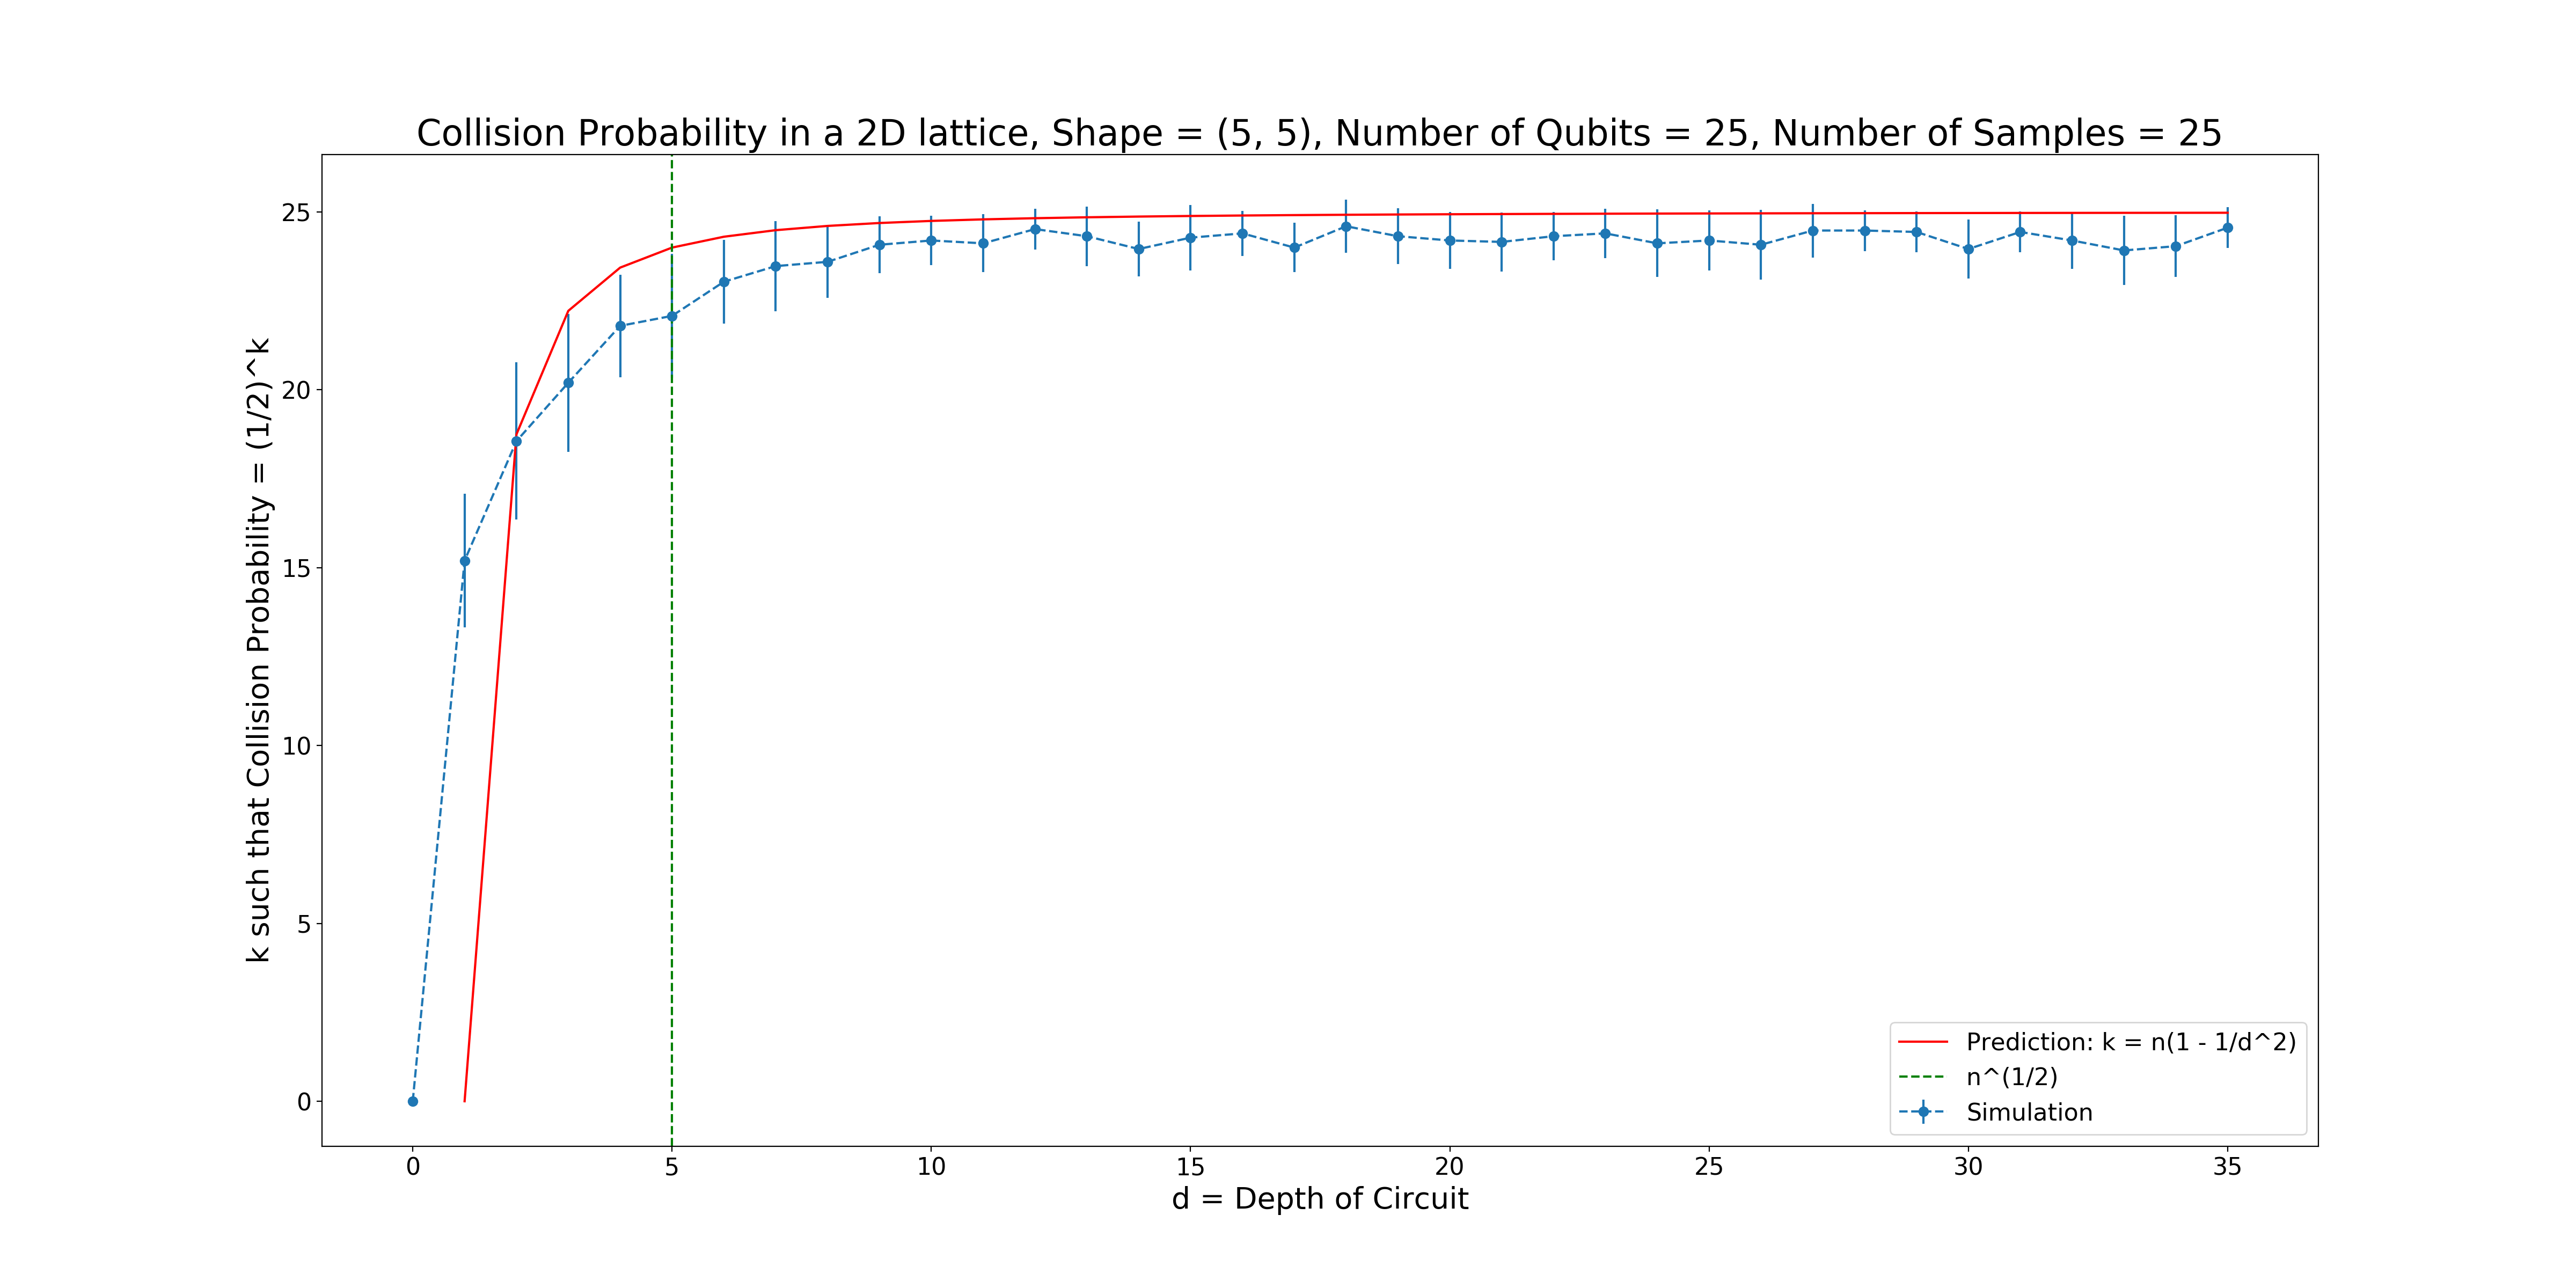 Collision Probability in a 2D lattice, Shape = (5, 5), Number of Qubits = 25, Number of Samples = 25
k such that Collision Probability = (1/2)^k
25
20
15
10
5
0
0 5 10 15 20 25 30 35
d = Depth of Circuit
Prediction: k = n(1 - 1/d^2)
n^(1/2)
Simulation